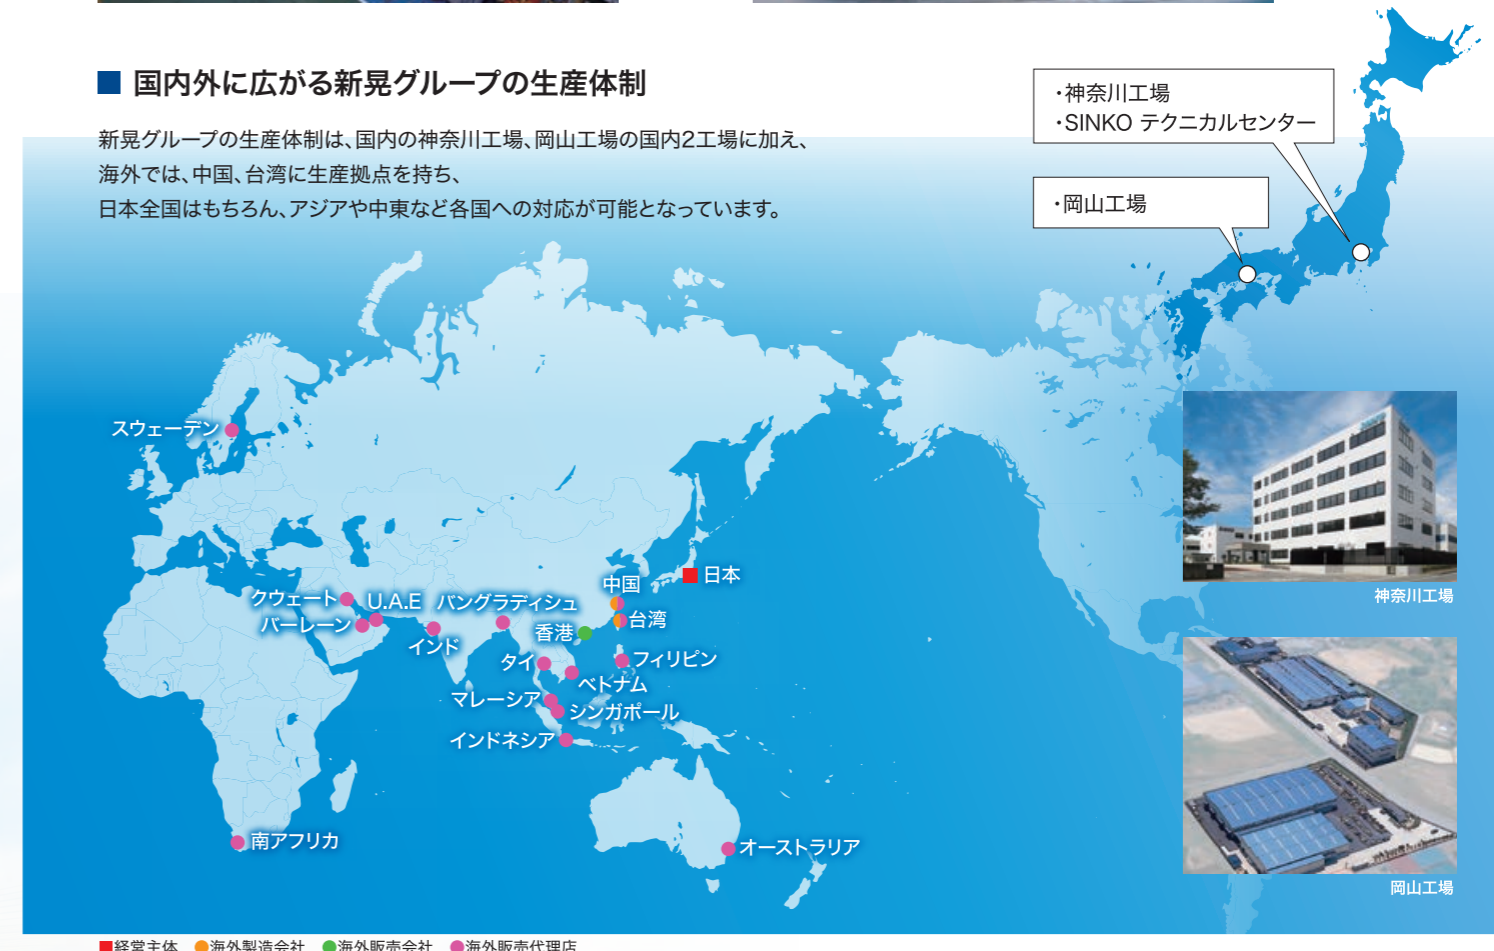 国内外に広がる新晃グループの生産体制
新晃グループの生産体制は、国内の神奈川工場、岡山工場の国内2工場に加え、
海外では、中国、台湾に生産拠点を持ち、
日本全国はもちろん、アジアや中東など各国への対応が可能となっています。
・神奈川工場
・SINKO テクニカルセンター
・岡山工場
スウェーデン
日本
中国
クウェート
U.A.E
バングラディシュ
バーレーン
香港
台湾
インド
タイ
フィリピン
ベトナム
マレーシア
シンガポール
インドネシア
南アフリカ
オーストラリア
神奈川工場
岡山工場
経営主体 海外製造会社 海外販売会社 海外販売代理店